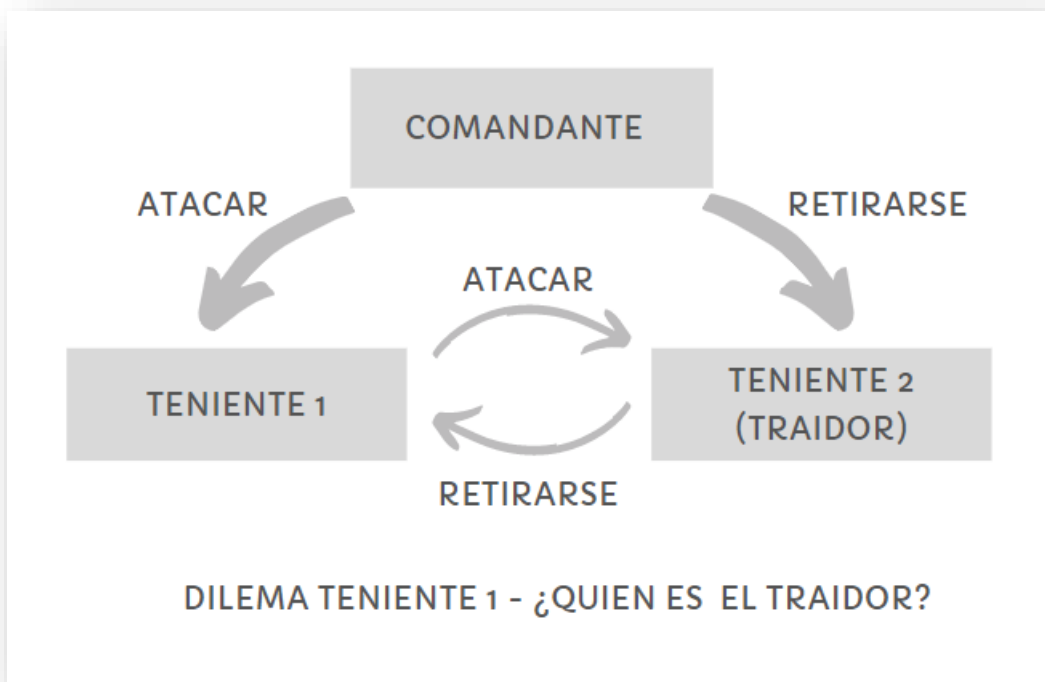 COMANDANTE
ATACAR
RETIRARSE
ATACAR
TENIENTE 1
TENIENTE 2
(TRAIDOR)
RETIRARSE
DILEMA TENIENTE 1 - ¿QUIEN ES EL TRAIDOR?